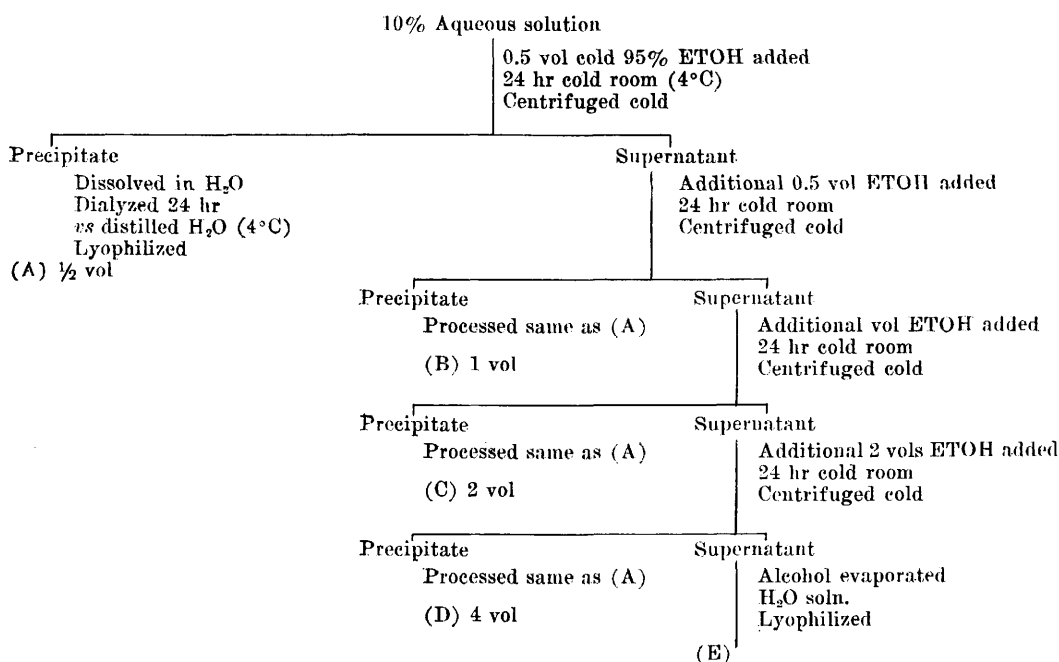 10% Aqueous solution
0.5 vol cold 95% ETOH added
24 hr cold room (4°C)
Centrifuged cold
Precipitate
Dissolved in H₂O
Dialyzed 24 hr
vs distilled H₂O (4°C)
Lyophilized
(A) ½ vol
Supernatant
Additional 0.5 vol ETOH added
24 hr cold room
Centrifuged cold
Precipitate
Processed same as (A)
(B) 1 vol
Supernatant
Additional vol ETOH added
24 hr cold room
Centrifuged cold
Precipitate
Processed same as (A)
(C) 2 vol
Supernatant
Additional 2 vols ETOH added
24 hr cold room
Centrifuged cold
Precipitate
Processed same as (A)
(D) 4 vol
Supernatant
Alcohol evaporated
H₂O soln.
Lyophilized
(E)